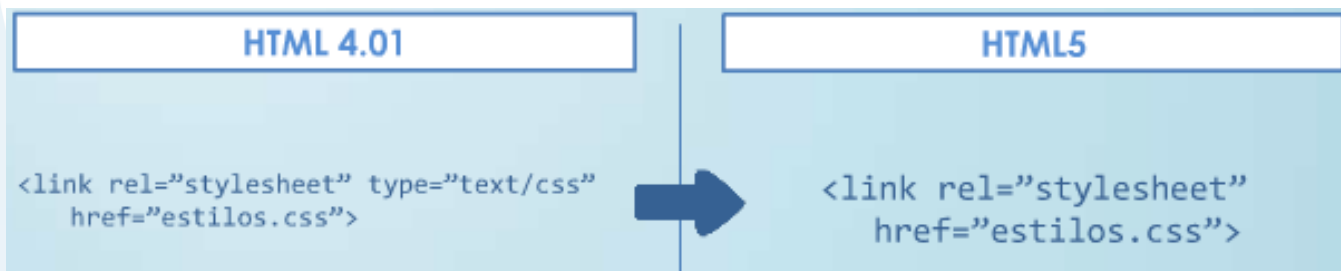 HTML 4.01
<link rel=”stylesheet” type=”text/css”
href=”estilos.css”>
HTML5
<link rel=”stylesheet”
href=”estilos.css”>